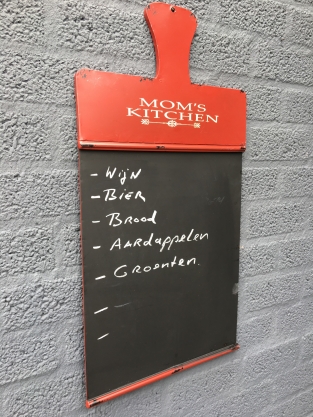 MOM'S
KITCHEN
- Wijn
- Bier
- Brood
- Aardappelen
- Groenten.
-
-